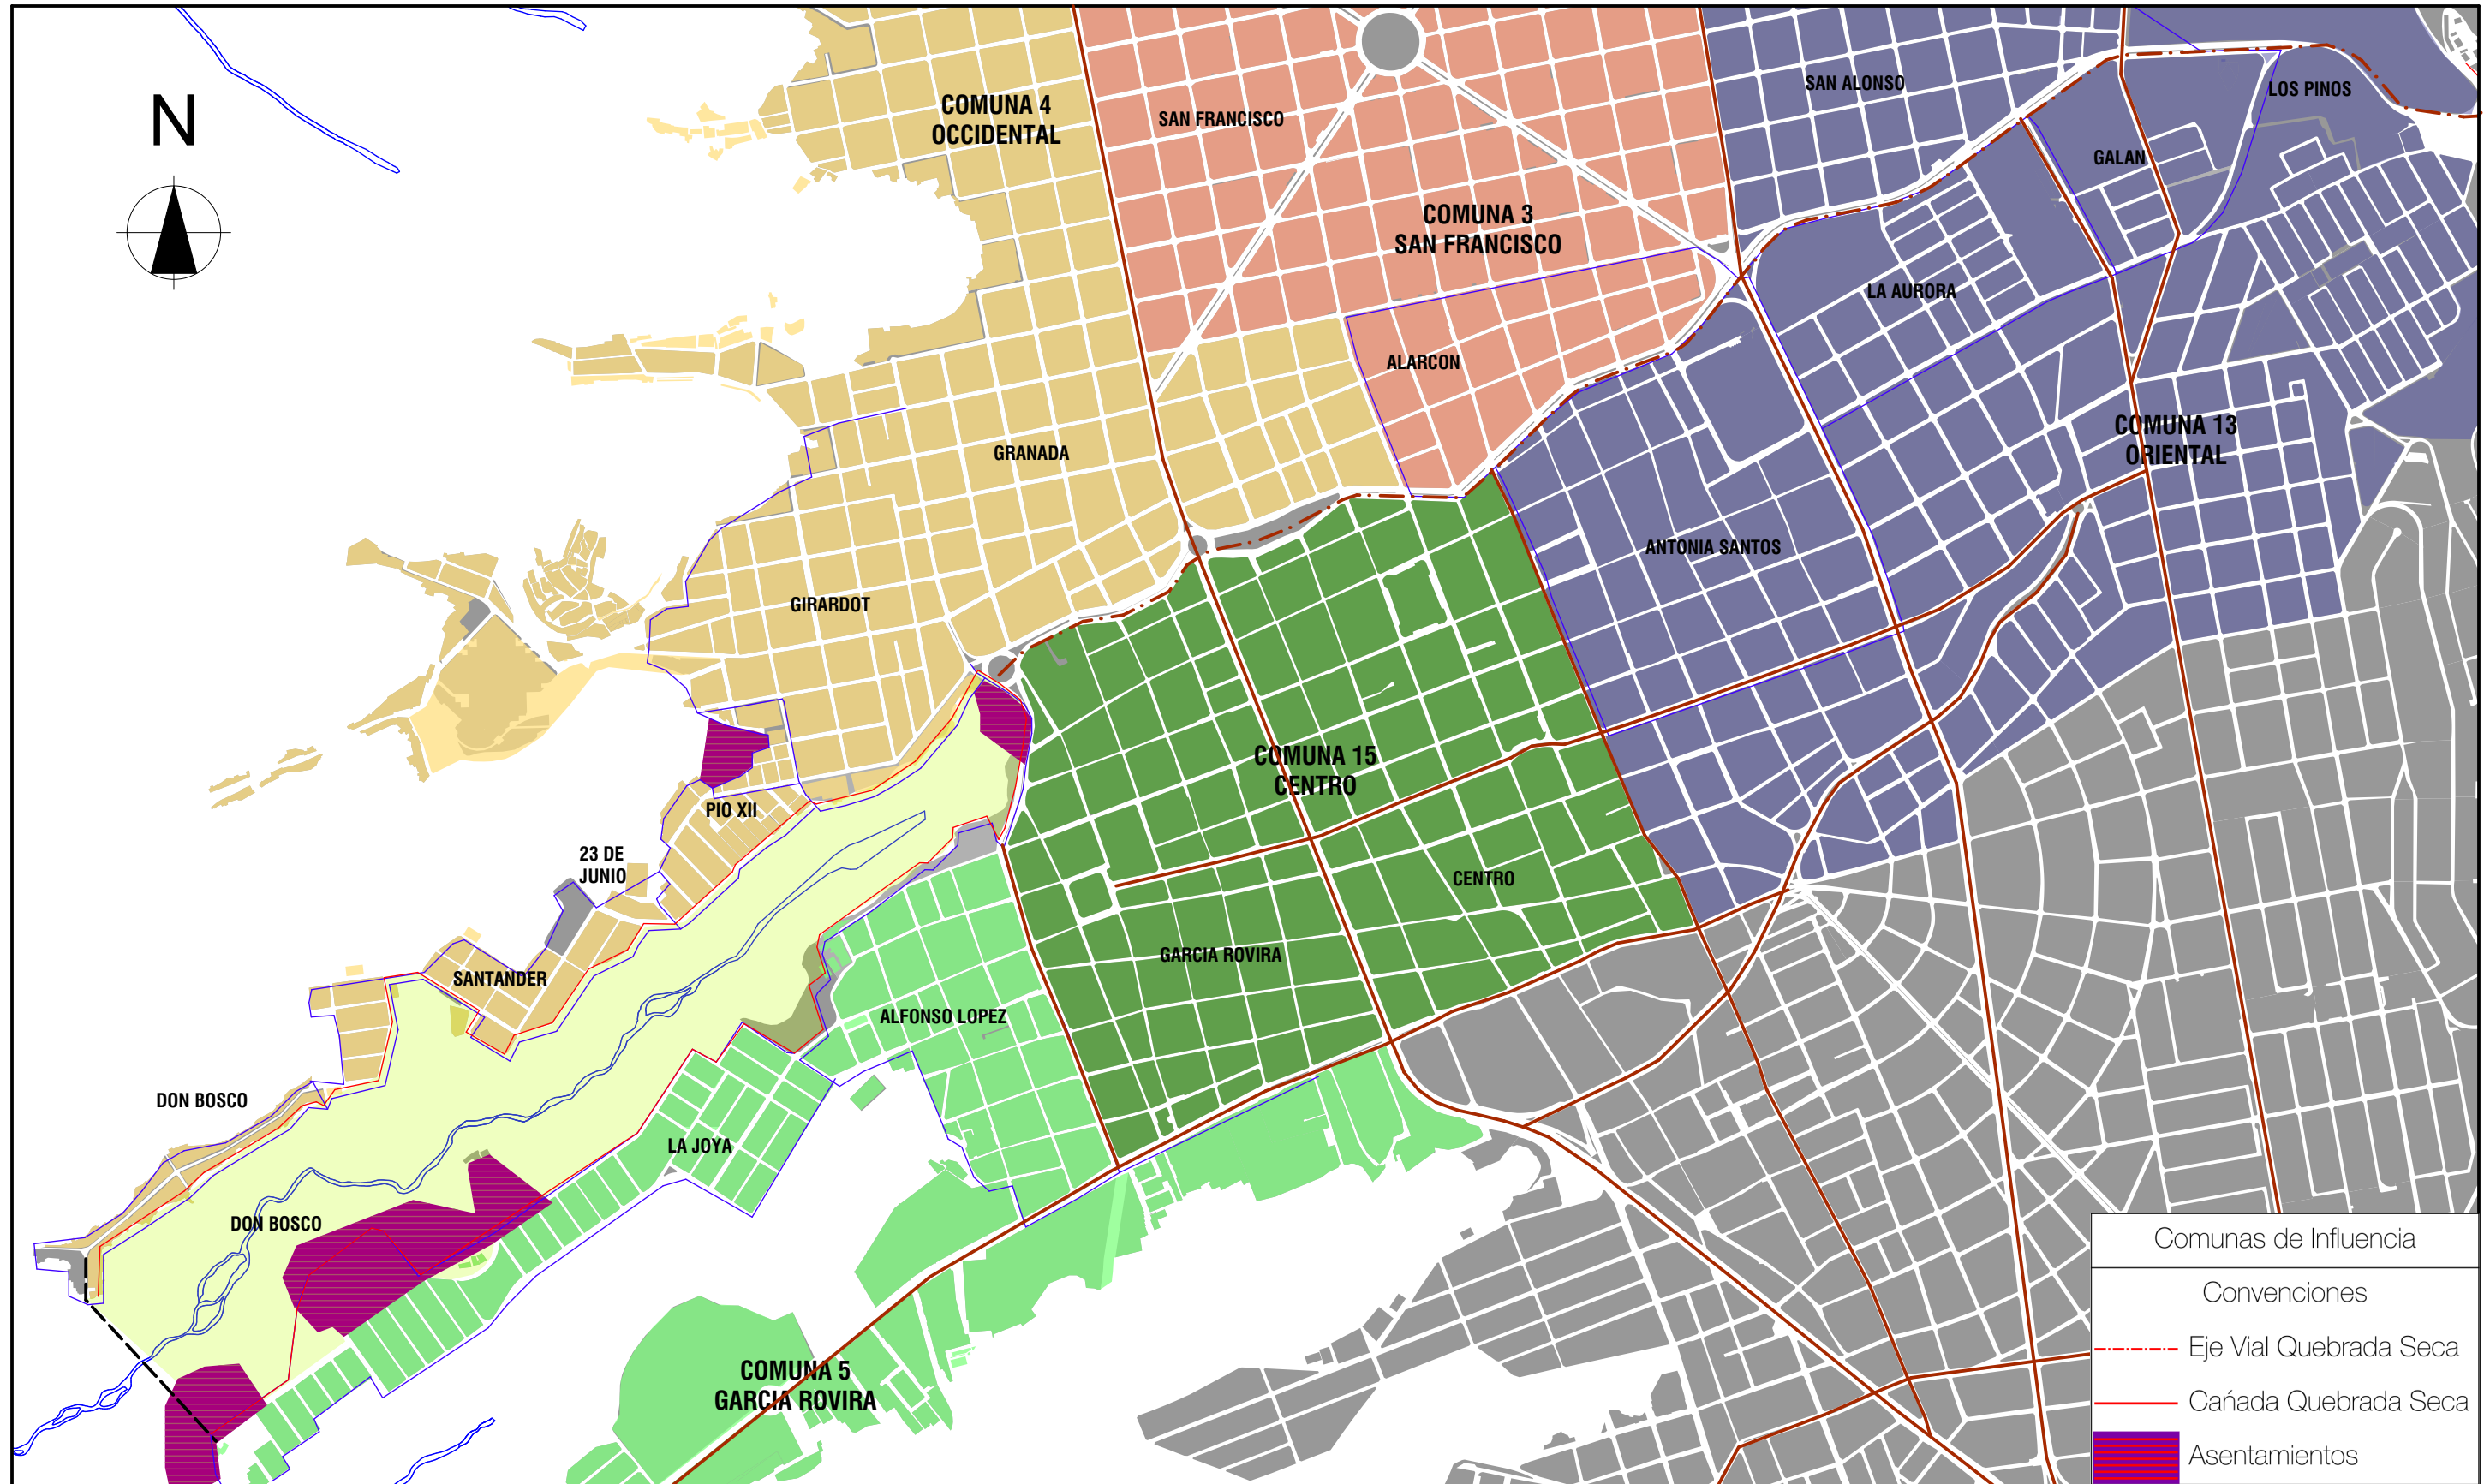 N
COMUNA 4
OCCIDENTAL
SAN FRANCISCO
COMUNA 3
SAN FRANCISCO
SAN ALONSO
LOS PINOS
GALAN
LA AURORA
ALARCON
COMUNA 13
ORIENTAL
GRANADA
ANTONIA SANTOS
GIRARDOT
COMUNA 15
CENTRO
PIO XII
23 DE
JUNIO
CENTRO
GARCIA ROVIRA
SANTANDER
ALFONSO LOPEZ
DON BOSCO
LA JOYA
DON BOSCO
COMUNA 5
GARCIA ROVIRA
Comunas de Influencia
Convenciones
Eje Vial Quebrada Seca
Cańada Quebrada Seca
Asentamientos